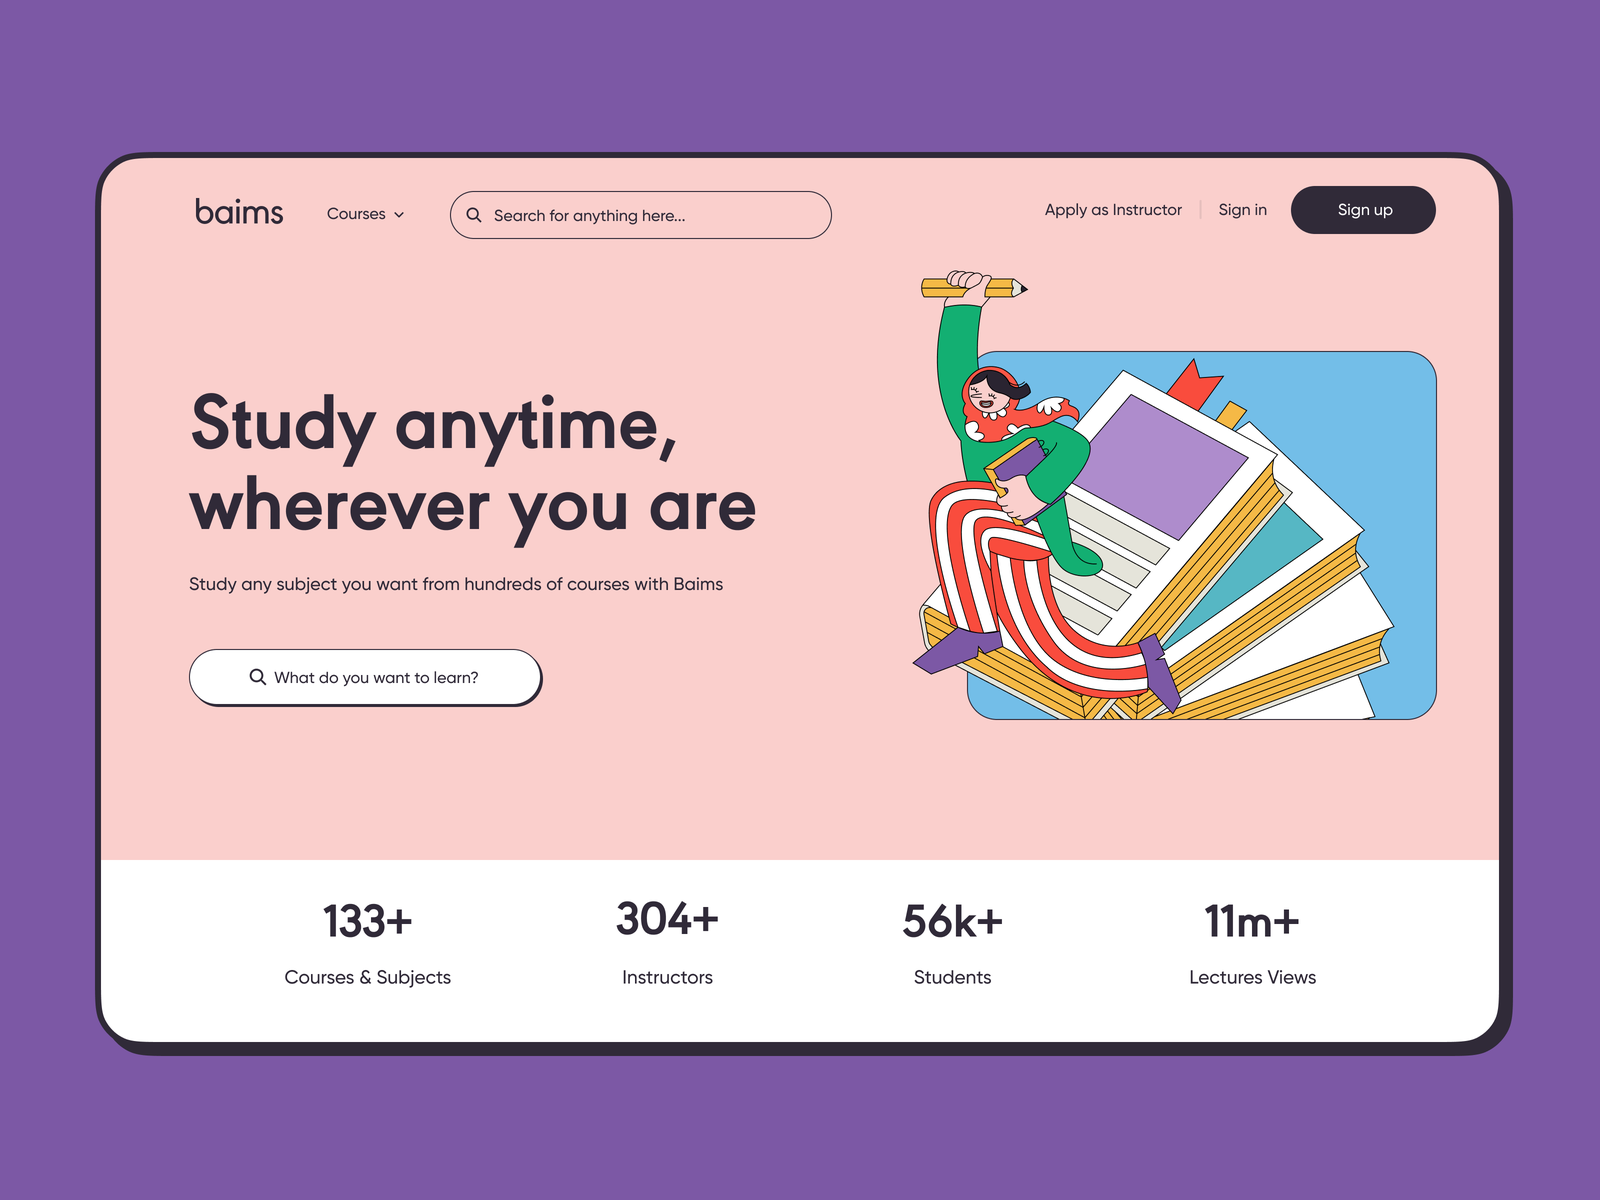 baims
Courses
Search for anything here...
Apply as Instructor
Sign in
Sign up
Study anytime,
wherever you are
Study any subject you want from hundreds of courses with Baims
What do you want to learn?
133+
Courses & Subjects
304+
Instructors
56k+
Students
11m+
Lectures Views